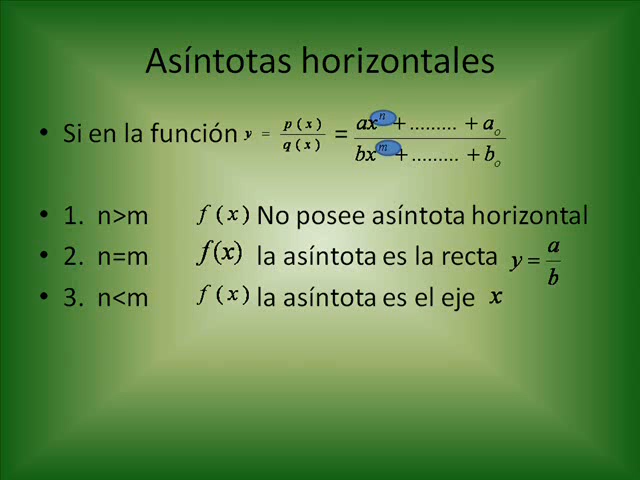 Asíntotas horizontales
• Si en la función y = p(x)/q(x) = ax^n + ......... + a_o / bx^m + ......... + b_o
• 1. n>m f(x) No posee asíntota horizontal
• 2. n=m f(x) la asíntota es la recta y = a/b
• 3. n<m f(x) la asíntota es el eje x